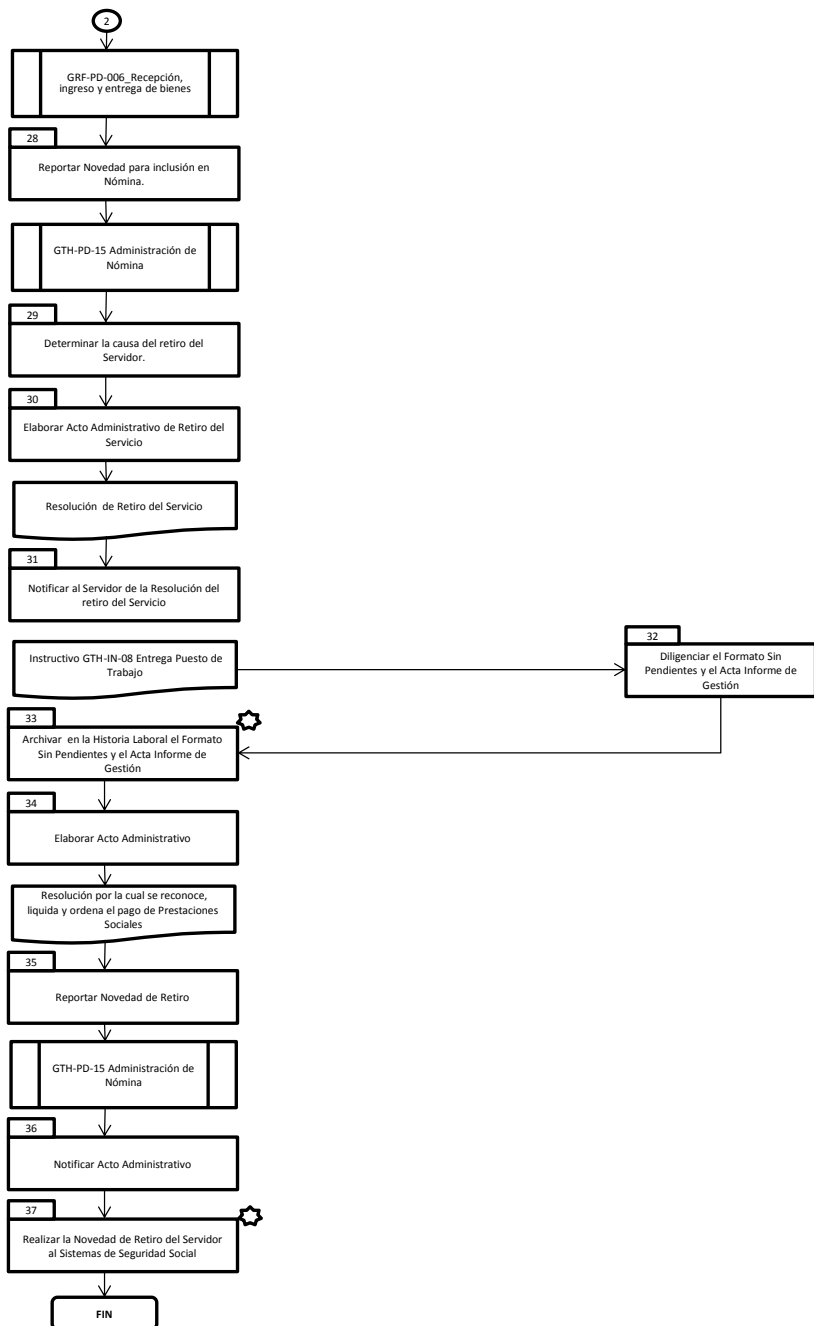 2
GRF-PD-006_Recepción,
ingreso y entrega de bienes
28
Reportar Novedad para inclusión en
Nómina.
GTH-PD-15 Administración de
Nómina
29
Determinar la causa del retiro del
Servidor.
30
Elaborar Acto Administrativo de Retiro del
Servicio
Resolución de Retiro del Servicio
31
Notificar al Servidor de la Resolución del
retiro del Servicio
Instructivo GTH-IN-08 Entrega Puesto de
Trabajo
32
Diligenciar el Formato Sin
Pendientes y el Acta Informe de
Gestión
33
Archivar en la Historia Laboral el Formato
Sin Pendientes y el Acta Informe de
Gestión
34
Elaborar Acto Administrativo
Resolución por la cual se reconoce,
liquida y ordena el pago de Prestaciones
Sociales
35
Reportar Novedad de Retiro
GTH-PD-15 Administración de
Nómina
36
Notificar Acto Administrativo
37
Realizar la Novedad de Retiro del Servidor
al Sistemas de Seguridad Social
FIN